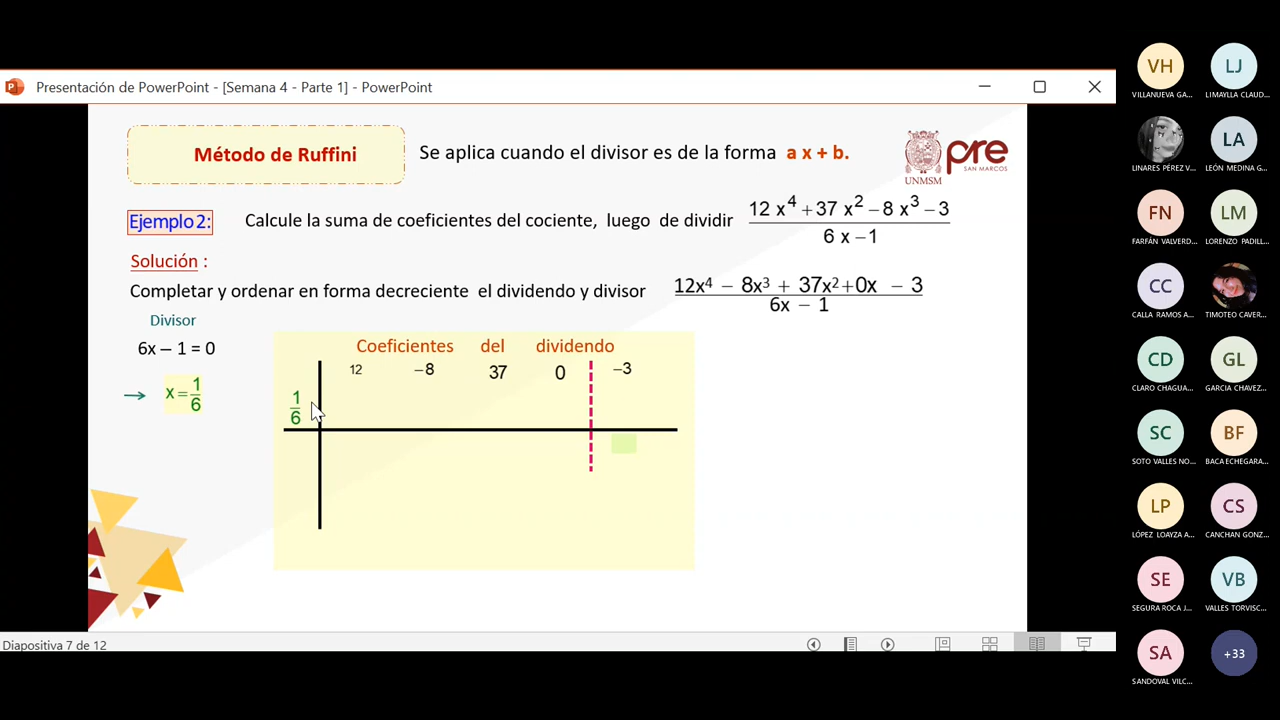 Presentación de PowerPoint - [Semana 4 - Parte 1] - PowerPoint
Método de Ruffini
Se aplica cuando el divisor es de la forma a x + b.
UNMSM
pre
SAN MARCOS
Ejemplo 2:
Calcule la suma de coeficientes del cociente, luego de dividir
12 x⁴ + 37 x² − 8 x³ − 3
6 x − 1
Solución :
Completar y ordenar en forma decreciente el dividendo y divisor
12x⁴ − 8x³ + 37x² + 0x − 3
6x − 1
Divisor
6x − 1 = 0
→ x = 1/6
Coeficientes del dividendo
12 −8 37 0 −3
1/6
Diapositiva 7 de 12
VH
VILLANUEVA GA...
LJ
LIMAYLLA CLAUD...
LINARES PÉREZ V...
LA
LEÓN MEDINA G...
FN
FARFÁN VALVERD...
LM
LORENZO PADILL...
CC
CALLA RAMOS A...
TIMOTEO CAVER...
CD
CLARO CHAGUA...
GL
GARCIA CHAVEZ...
SC
SOTO VALLES NO...
BF
BACA ECHEGARA...
LP
LÓPEZ LOAYZA A...
CS
CANCHAN GONZ...
SE
SEGURA ROCA J...
VB
VALLES TORVISC...
SA
SANDOVAL VILC...
+33